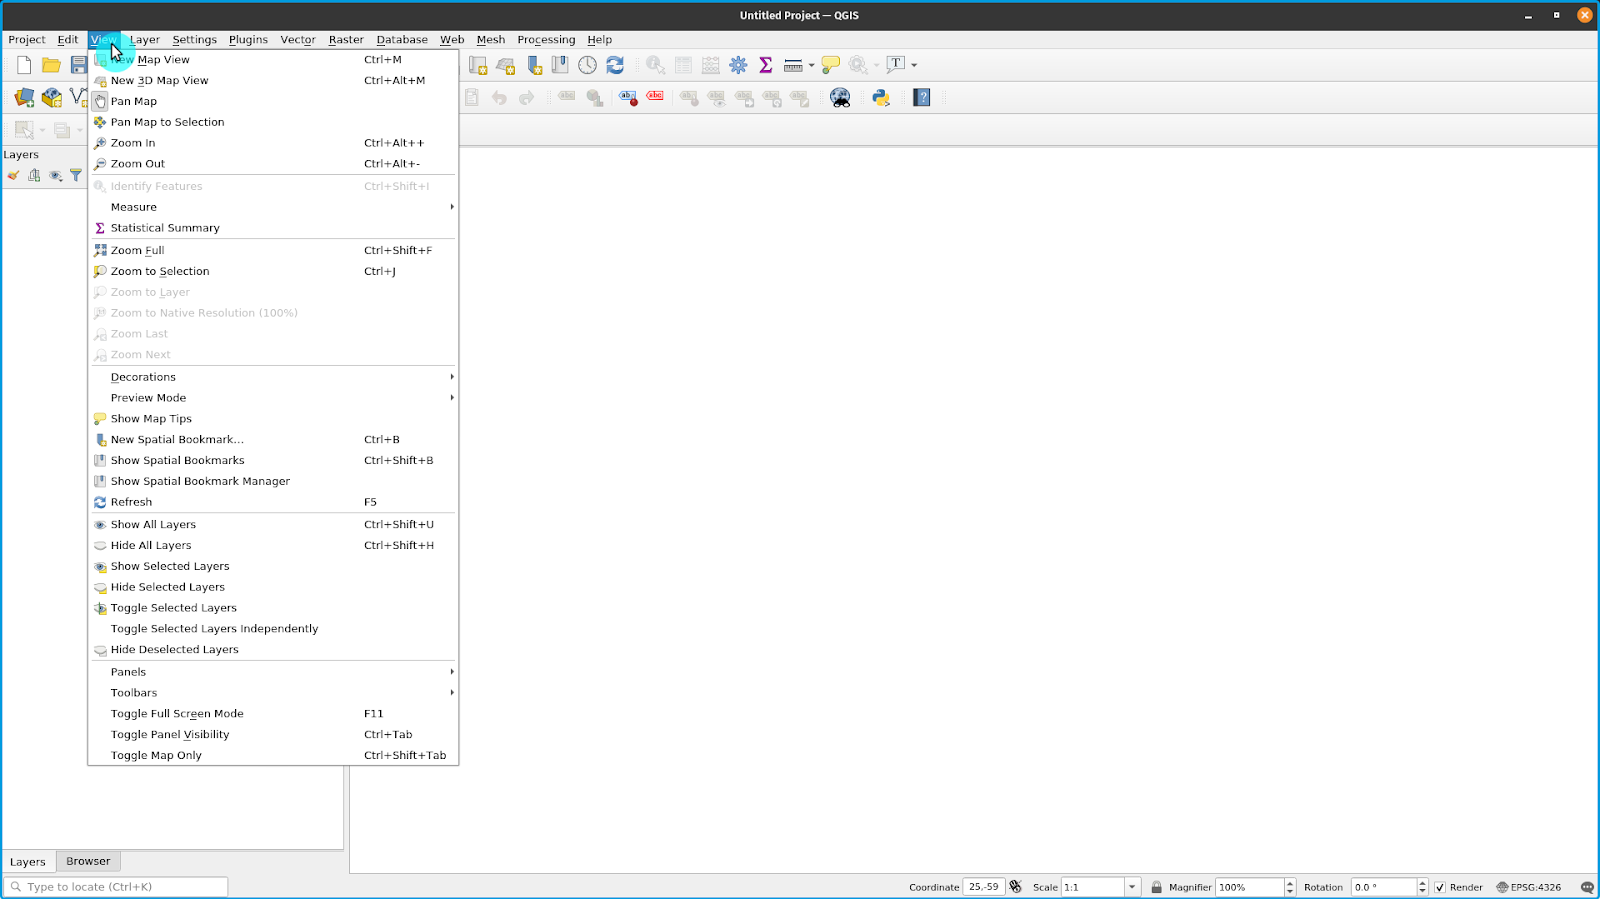 Untitled Project — QGIS
Project Edit View Layer Settings Plugins Vector Raster Database Web Mesh Processing Help
New Map View Ctrl+M
New 3D Map View Ctrl+Alt+M
Pan Map
Pan Map to Selection
Zoom In Ctrl+Alt++
Zoom Out Ctrl+Alt+-
Layers
Identify Features Ctrl+Shift+I
Measure
Statistical Summary
Zoom Full Ctrl+Shift+F
Zoom to Selection Ctrl+J
Zoom to Layer
Zoom to Native Resolution (100%)
Zoom Last
Zoom Next
Decorations
Preview Mode
Show Map Tips
New Spatial Bookmark... Ctrl+B
Show Spatial Bookmarks Ctrl+Shift+B
Show Spatial Bookmark Manager
Refresh F5
Show All Layers Ctrl+Shift+U
Hide All Layers Ctrl+Shift+H
Show Selected Layers
Hide Selected Layers
Toggle Selected Layers
Toggle Selected Layers Independently
Hide Deselected Layers
Panels
Toolbars
Toggle Full Screen Mode F11
Toggle Panel Visibility Ctrl+Tab
Toggle Map Only Ctrl+Shift+Tab
Layers Browser
Type to locate (Ctrl+K) Coordinate 25,-59 Scale 1:1 Magnifier 100% Rotation 0.0 ° Render EPSG:4326